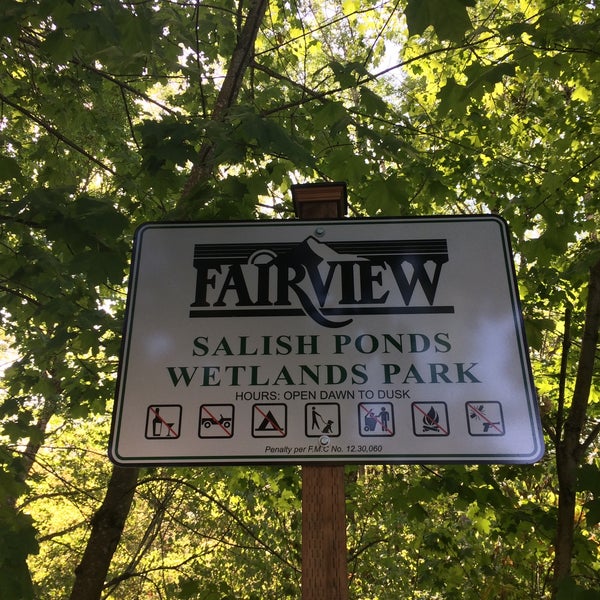 FAIRVIEW
SALISH PONDS
WETLANDS PARK
HOURS: OPEN DAWN TO DUSK
Penalty per F.M.C No. 12.30.060